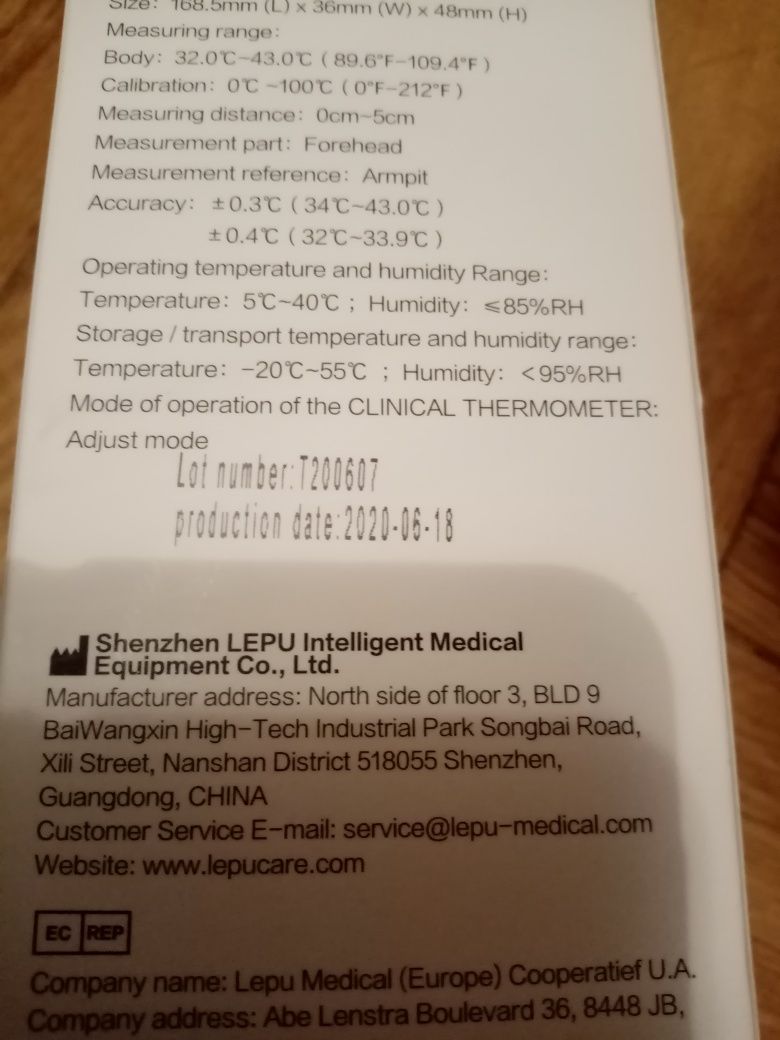 Size: 168.5mm (L) x 36mm (W) x 48mm (H)
Measuring range:
Body: 32.0℃-43.0℃ ( 89.6°F-109.4°F )
Calibration: 0℃ ~100℃ ( 0°F-212°F )
Measuring distance: 0cm~5cm
Measurement part: Forehead
Measurement reference: Armpit
Accuracy: ±0.3℃ ( 34℃~43.0℃ )
±0.4℃ ( 32℃~33.9℃ )
Operating temperature and humidity Range:
Temperature: 5℃~40℃ ; Humidity: ≤85%RH
Storage / transport temperature and humidity range:
Temperature: -20℃~55℃ ; Humidity: <95%RH
Mode of operation of the CLINICAL THERMOMETER:
Adjust mode
Lot number:T200607
production date:2020-06-18
Shenzhen LEPU Intelligent Medical
Equipment Co., Ltd.
Manufacturer address: North side of floor 3, BLD 9
BaiWangxin High-Tech Industrial Park Songbai Road,
Xili Street, Nanshan District 518055 Shenzhen,
Guangdong, CHINA
Customer Service E-mail: service@lepu-medical.com
Website: www.lepucare.com
EC REP
Company name: Lepu Medical (Europe) Cooperatief U.A.
Company address: Abe Lenstra Boulevard 36, 8448 JB,